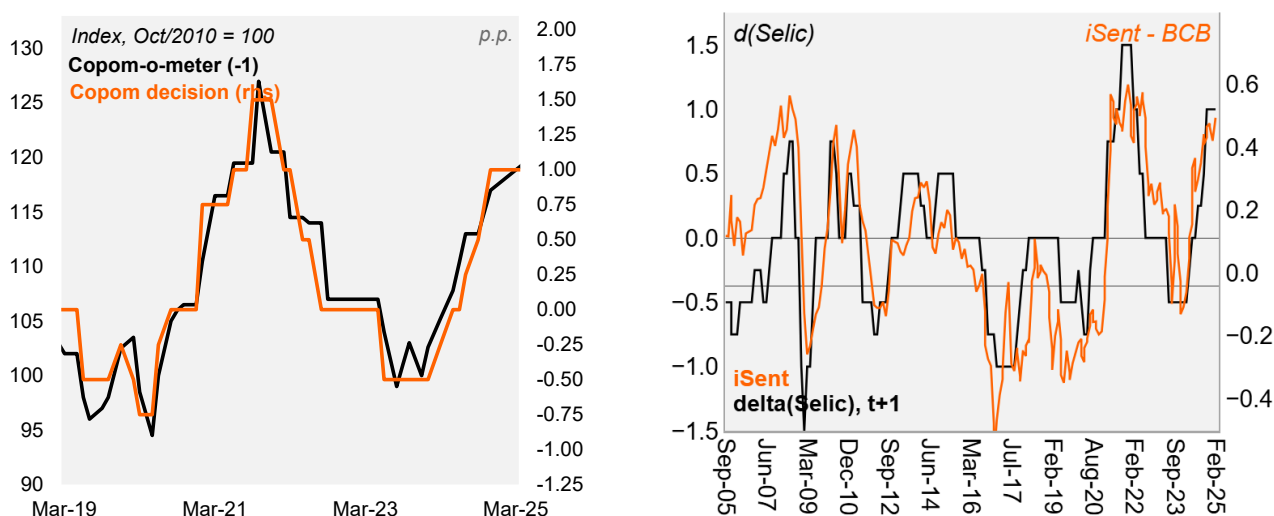 Index, Oct/2010 = 100
p.p.
Copom-o-meter (-1)
Copom decision (rhs)
130
125
120
115
110
105
100
95
90
2.00
1.75
1.50
1.25
1.00
0.75
0.50
0.25
0.00
-0.25
-0.50
-0.75
-1.00
-1.25
Mar-19 Mar-21 Mar-23 Mar-25
d(Selic)
iSent - BCB
1.5
1.0
0.5
0.0
−0.5
−1.0
−1.5
0.6
0.4
0.2
0.0
−0.2
−0.4
iSent
delta(Selic), t+1
Sep-05
Jun-07
Mar-09
Dec-10
Sep-12
Jun-14
Mar-16
Jul-17
Feb-19
Aug-20
Feb-22
Sep-23
Feb-25